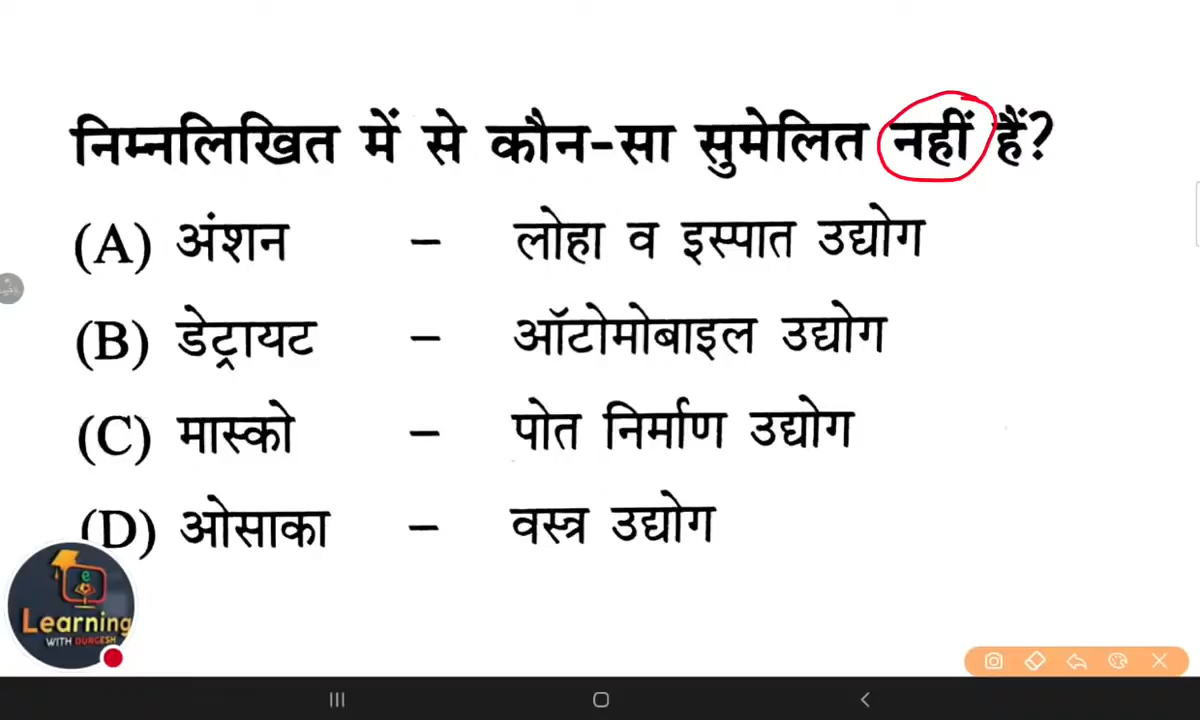 निम्नलिखित में से कौन-सा सुमेलित नहीं हैं?
(A) अंशन – लोहा व इस्पात उद्योग
(B) डेट्रायट – ऑटोमोबाइल उद्योग
(C) मास्को – पोत निर्माण उद्योग
(D) ओसाका – वस्त्र उद्योग
e
Learning
WITH DURGESH